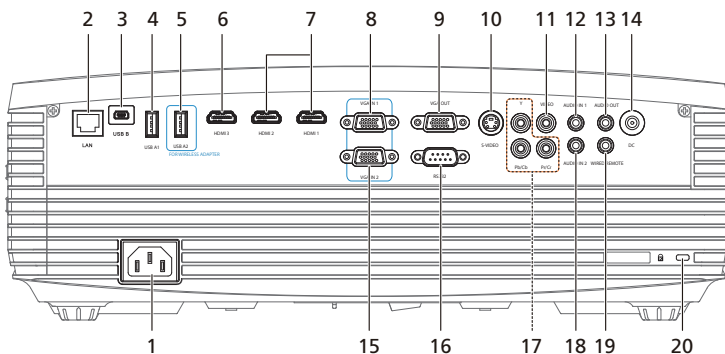 2 3 4 5 6 7 8 9 10 11 12 13 14
VGA IN 1 VGA OUT Y VIDEO AUDIO IN 1 AUDIO OUT
LAN USB B USB A1 USB A2 HDMI 3 HDMI 2 HDMI 1 S-VIDEO DC
FOR WIRELESS ADAPTER
Pb/Cb Pr/Cr AUDIO IN 2 WIRED REMOTE
VGA IN 2 RS232
1 15 16 17 18 19 20